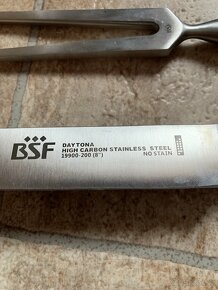 BSF
DAYTONA
HIGH CARBON STAINLESS STEEL
19900-200 (8")
NO STAIN